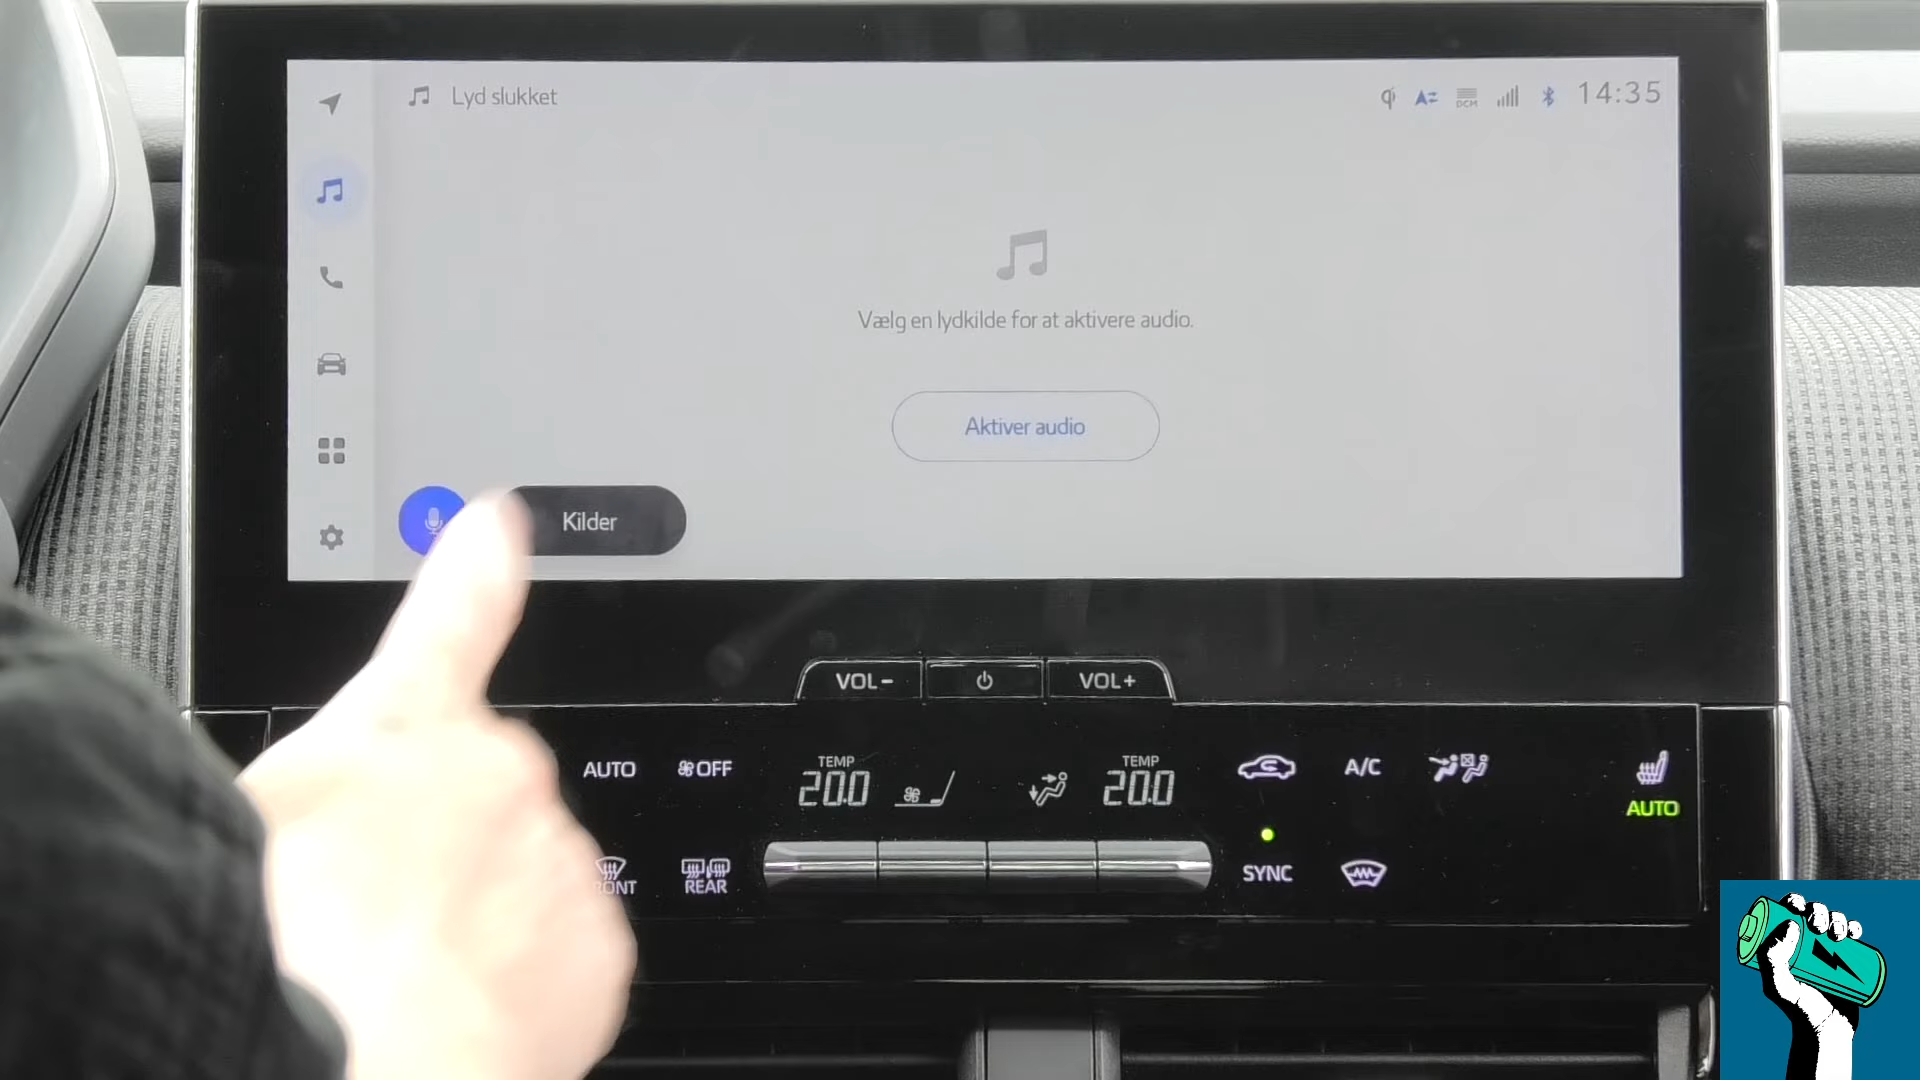 Lyd slukket
DCM
14:35
Vælg en lydkilde for at aktivere audio.
Aktiver audio
Kilder
VOL-
VOL+
AUTO
OFF
TEMP
20.0
TEMP
20.0
A/C
AUTO
REAR
SYNC